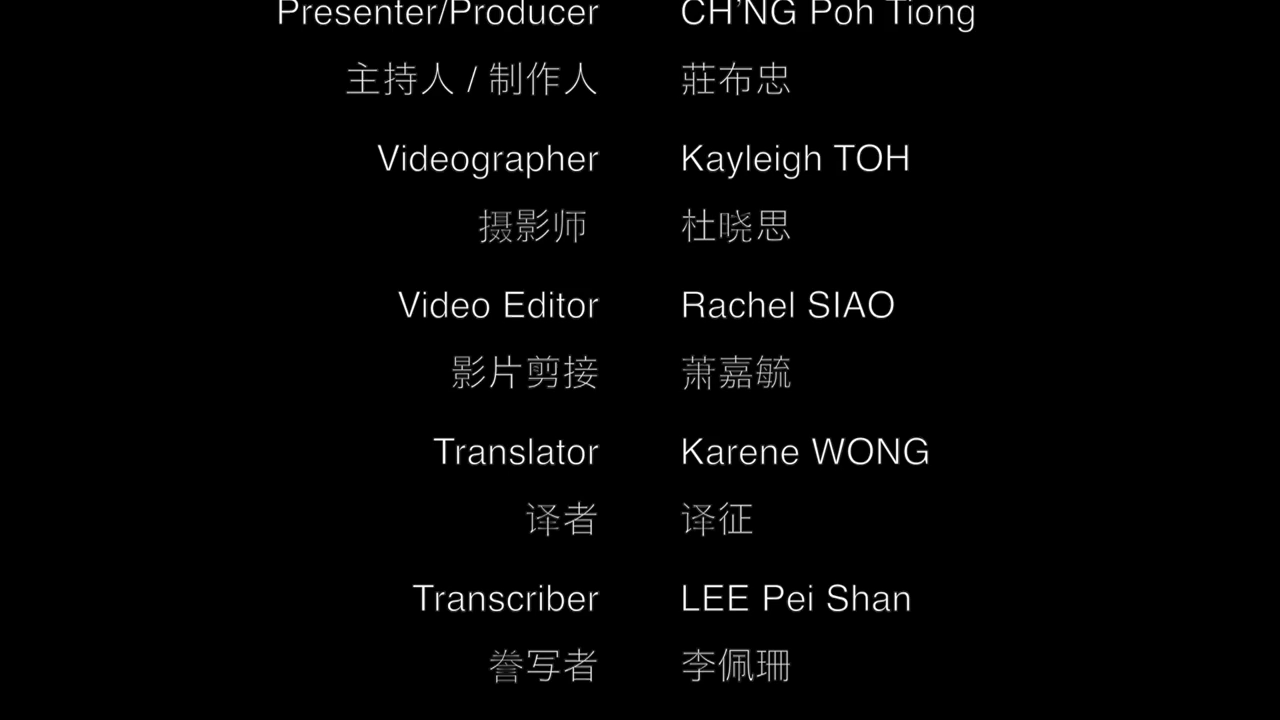 Presenter/Producer CH'NG Poh Tiong
主持人 / 制作人 莊布忠
Videographer Kayleigh TOH
摄影师 杜晓思
Video Editor Rachel SIAO
影片剪接 萧嘉毓
Translator Karene WONG
译者 译征
Transcriber LEE Pei Shan
誊写者 李佩珊